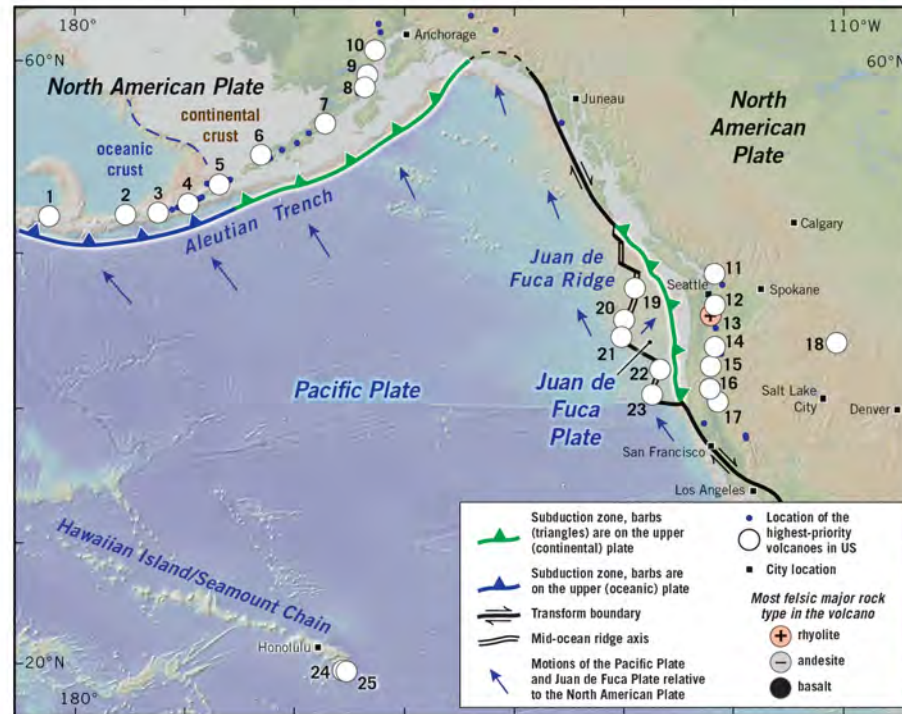 180°
110°W
60°N
60°N
Anchorage
10
9
8
7
6
5
4
3
2
1
North American Plate
continental
crust
oceanic
crust
Aleutian Trench
Juneau
North
American
Plate
Calgary
Juan de
Fuca Ridge
Seattle
Spokane
11
12
13
14
15
16
17
18
19
20
21
22
23
Salt Lake
City
Denver
Pacific Plate
Juan de
Fuca
Plate
San Francisco
Los Angeles
Hawaiian Island/Seamount Chain
Honolulu
24
25
20°N
180°
Subduction zone, barbs
(triangles) are on the upper
(continental) plate
Subduction zone, barbs are
on the upper (oceanic) plate
Transform boundary
Mid-ocean ridge axis
Motions of the Pacific Plate
and Juan de Fuca Plate relative
to the North American Plate
Location of the
highest-priority
volcanoes in US
City location
Most felsic major rock
type in the volcano
rhyolite
andesite
basalt